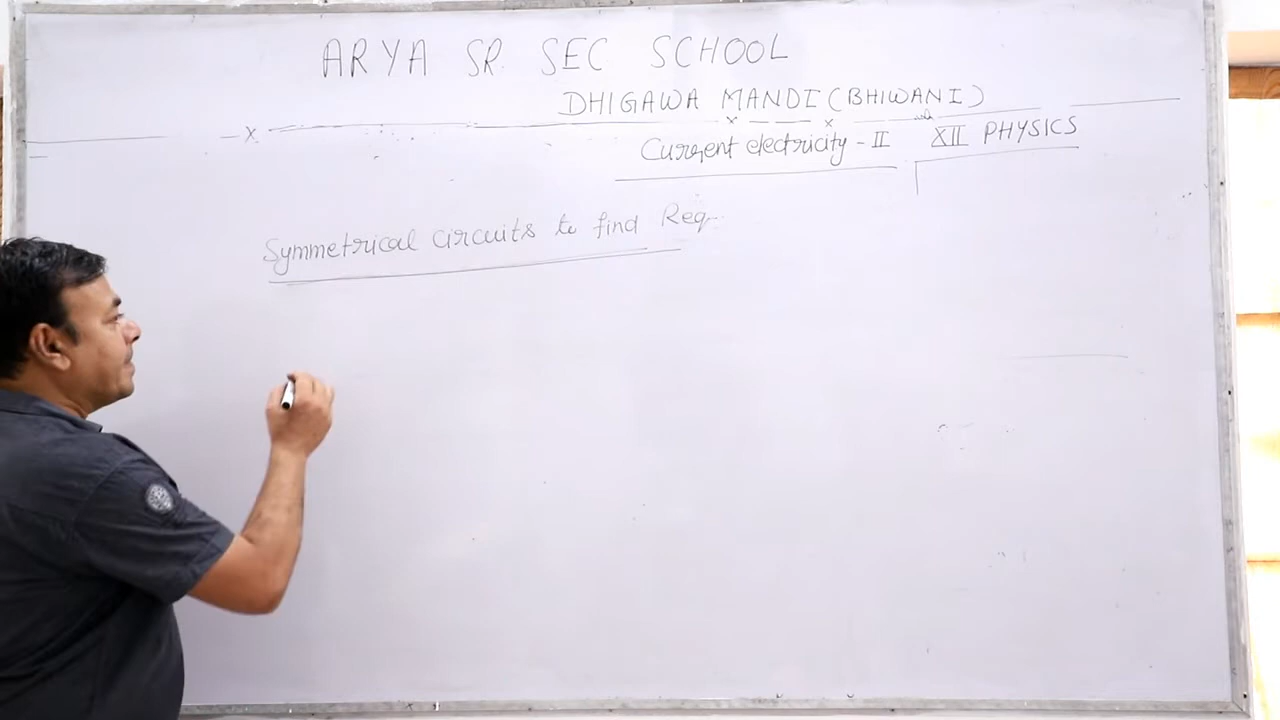 ARYA SR. SEC SCHOOL
DHIGAWA MANDI (BHIWANI)
Current electricity - II XII PHYSICS
Symmetrical circuits to find Req.